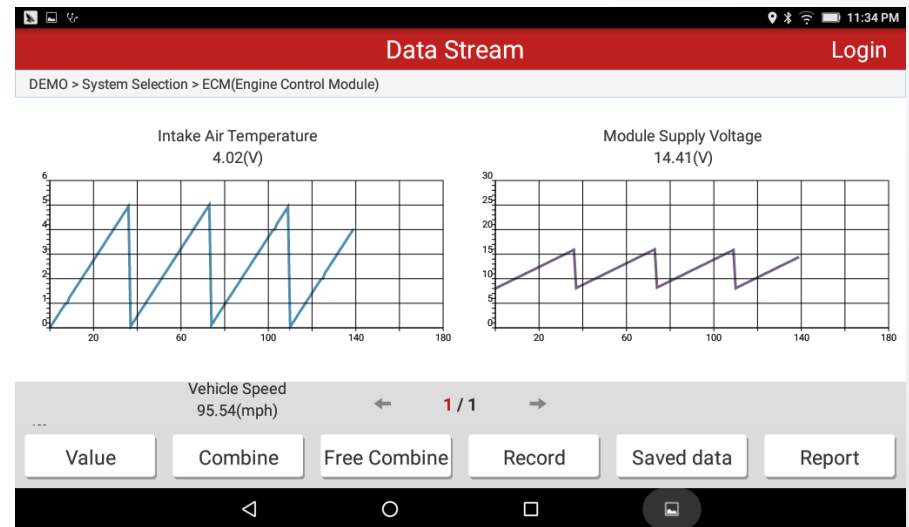 11:34 PM
Data Stream
Login
DEMO > System Selection > ECM(Engine Control Module)
Intake Air Temperature
4.02(V)
6
5
4
3
2
1
0
20 60 100 140 180
Module Supply Voltage
14.41(V)
30
25
20
15
10
5
0
20 60 100 140 180
Vehicle Speed
95.54(mph)
1 / 1
Value
Combine
Free Combine
Record
Saved data
Report